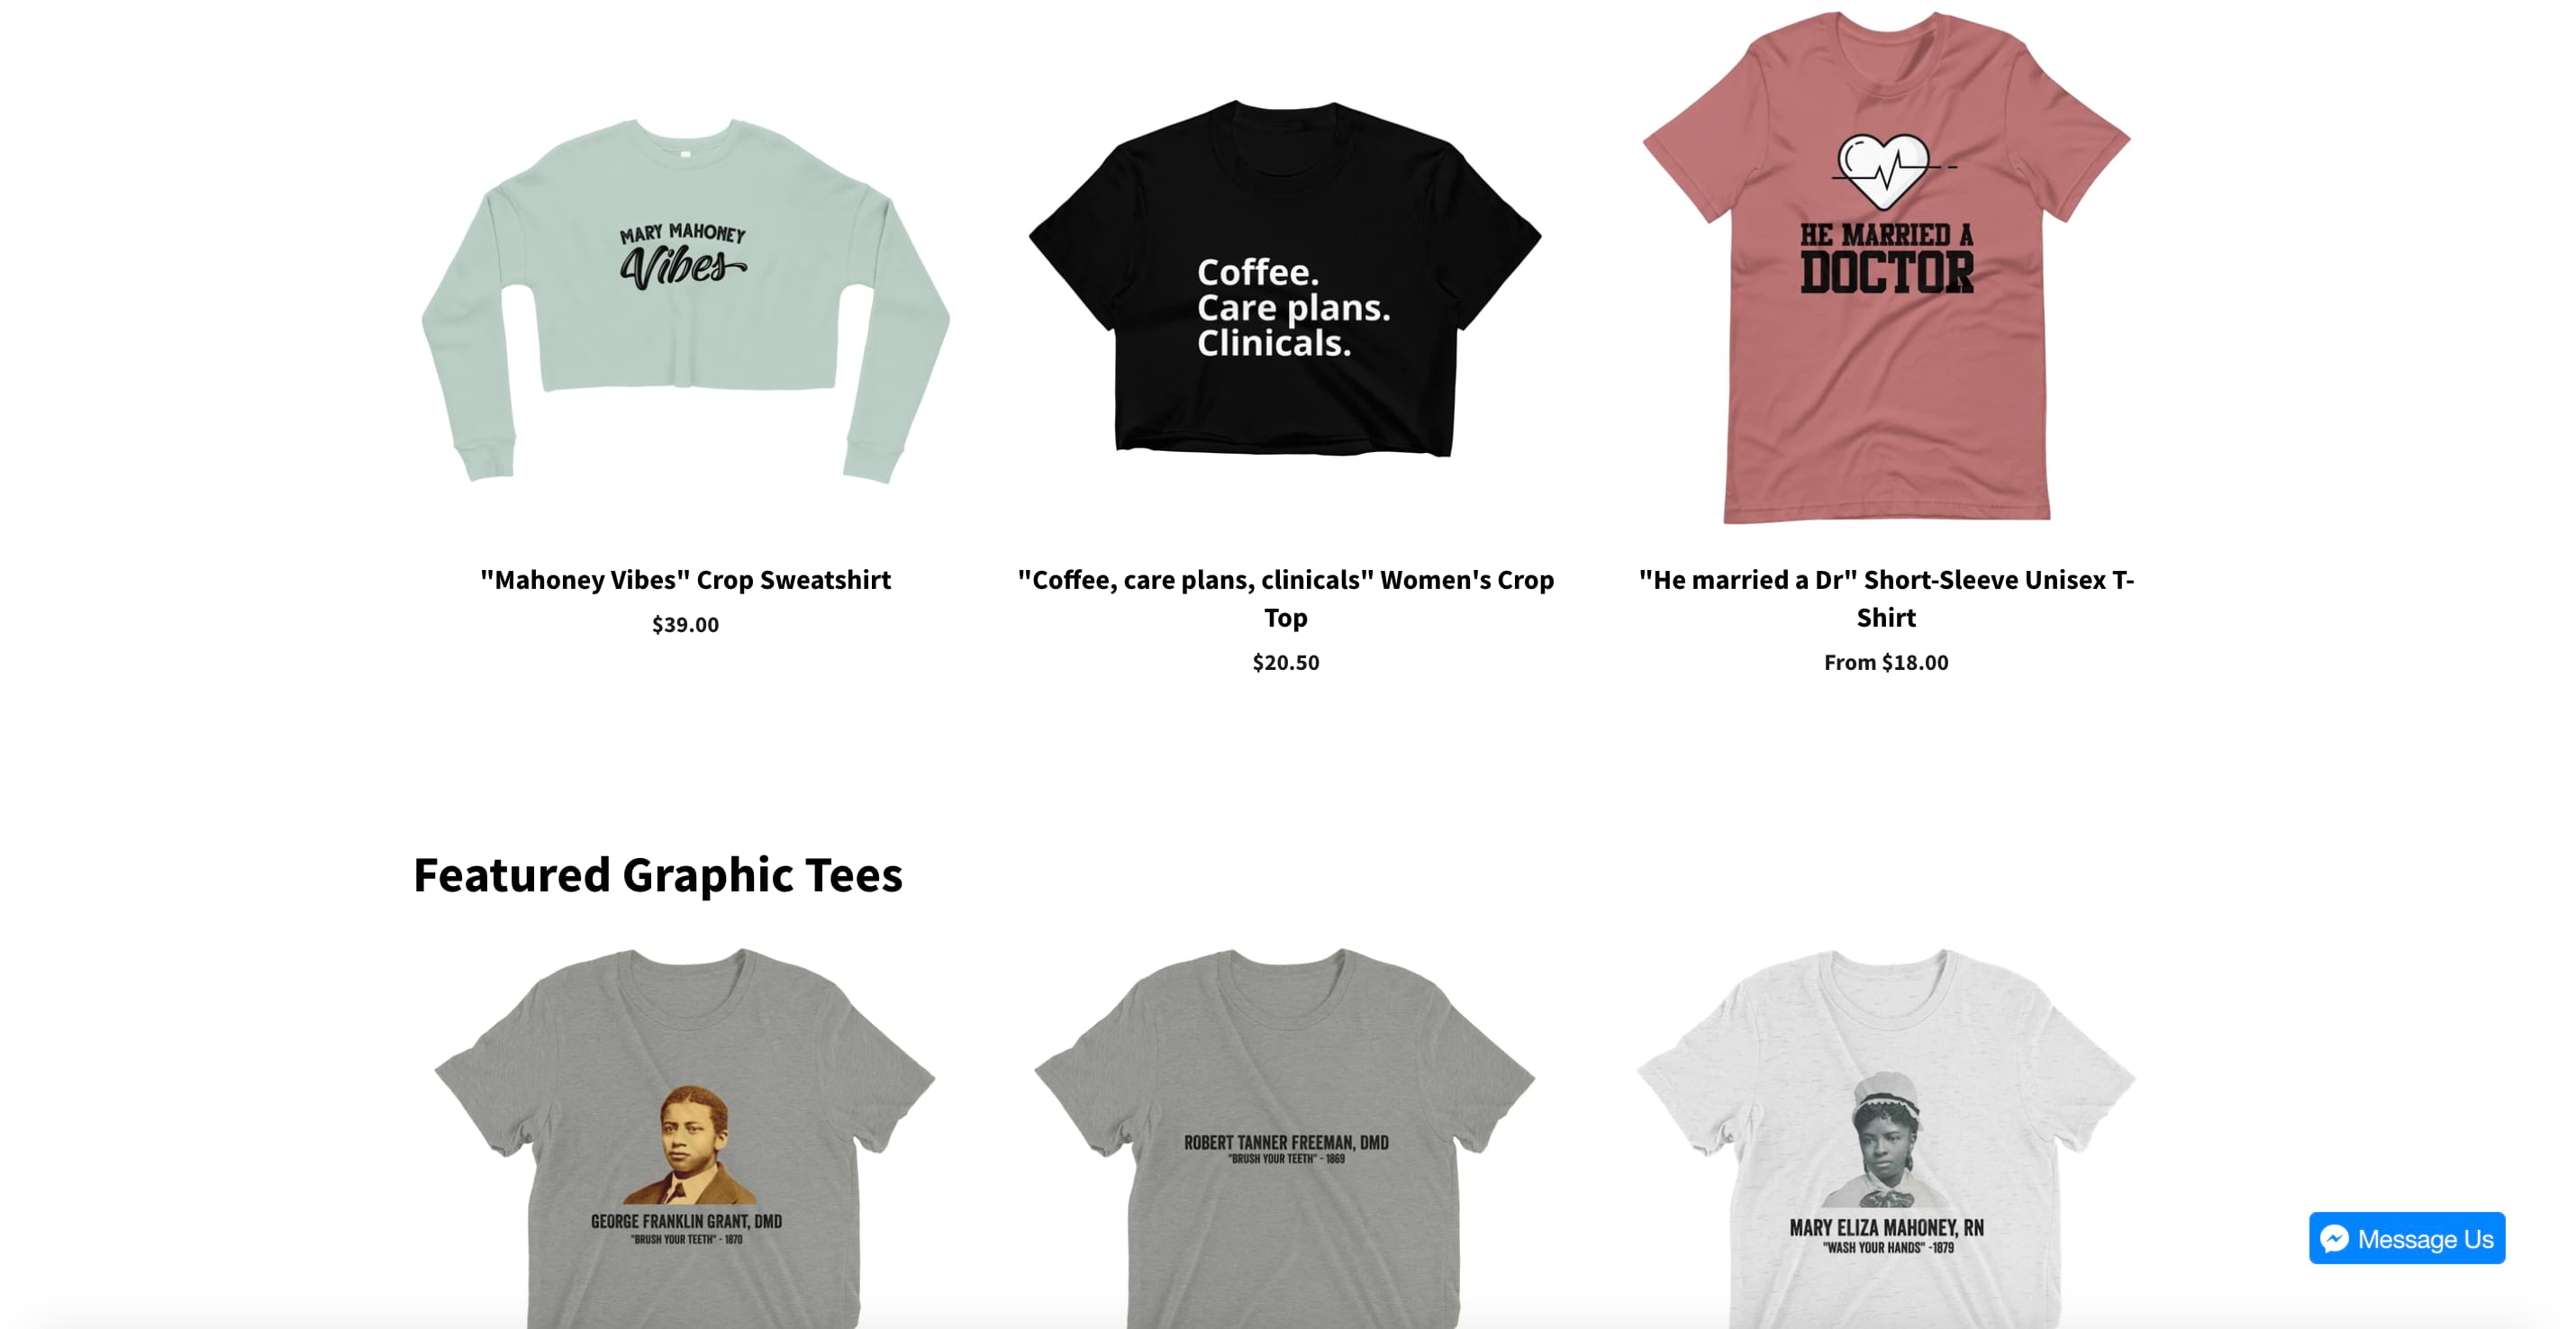 MARY MAHONEY
Vibes
Coffee.
Care plans.
Clinicals.
HE MARRIED A
DOCTOR
"Mahoney Vibes" Crop Sweatshirt
$39.00
"Coffee, care plans, clinicals" Women's Crop
Top
$20.50
"He married a Dr" Short-Sleeve Unisex T-
Shirt
From $18.00
Featured Graphic Tees
GEORGE FRANKLIN GRANT, DMD
"BRUSH YOUR TEETH" - 1870
ROBERT TANNER FREEMAN, DMD
"BRUSH YOUR TEETH" - 1869
MARY ELIZA MAHONEY, RN
"WASH YOUR HANDS" -1879
Message Us